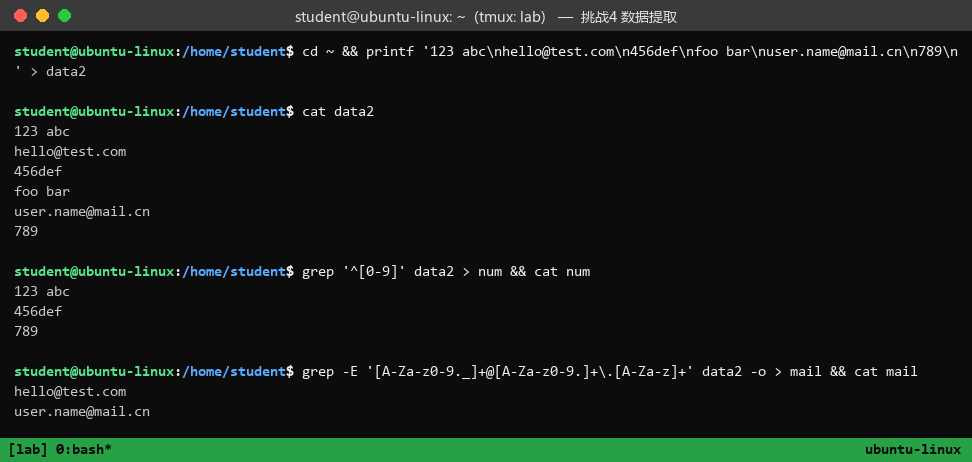 student@ubuntu-linux: ~（tmux: lab） — 挑战4 数据提取
student@ubuntu-linux:/home/student$ cd ~ && printf '123 abc\nhello@test.com\n456def\nfoo bar\nuser.name@mail.cn\n789\n
' > data2
student@ubuntu-linux:/home/student$ cat data2
123 abc
hello@test.com
456def
foo bar
user.name@mail.cn
789
student@ubuntu-linux:/home/student$ grep '^[0-9]' data2 > num && cat num
123 abc
456def
789
student@ubuntu-linux:/home/student$ grep -E '[A-Za-z0-9._]+@[A-Za-z0-9.]+\.[A-Za-z]+' data2 -o > mail && cat mail
hello@test.com
user.name@mail.cn
[lab] 0:bash* ubuntu-linux